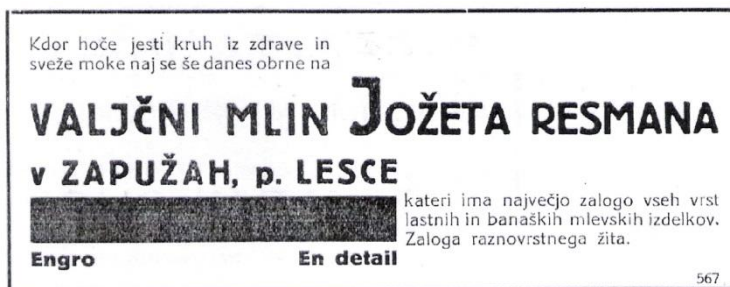 Kdor hoče jesti kruh iz zdrave in
sveže moke naj se še danes obrne na
VALJČNI MLIN JOŽETA RESMANA
v ZAPUŽAH, p. LESCE
kateri ima največjo zalogo vseh vrst
lastnih in banaških mlevskih izdelkov.
Zaloga raznovrstnega žita.
Engro En detail
567